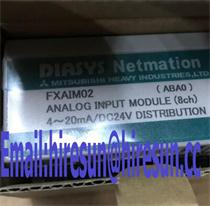 DIASYS Netmation
MITSUBISHI HEAVY INDUSTRIES, LTD
FXAIM02 (ABA0)
ANALOG INPUT MODULE (8ch)
4~20mA/DC24V DISTRIBUTION
Email:hiresun@hiresun.cc